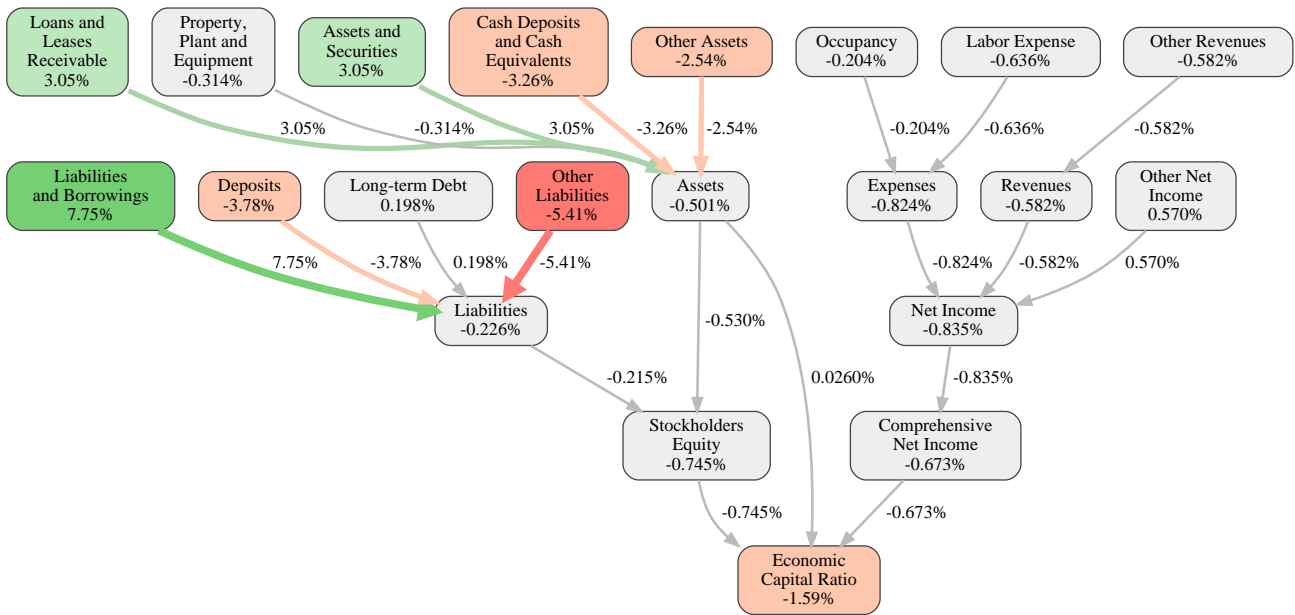 Loans and
Leases
Receivable
3.05%
Property,
Plant and
Equipment
-0.314%
Assets and
Securities
3.05%
Cash Deposits
and Cash
Equivalents
-3.26%
Other Assets
-2.54%
Occupancy
-0.204%
Labor Expense
-0.636%
Other Revenues
-0.582%
3.05%
-0.314%
3.05%
-3.26%
-2.54%
-0.204%
-0.636%
-0.582%
Liabilities
and Borrowings
7.75%
Deposits
-3.78%
Long-term Debt
0.198%
Other
Liabilities
-5.41%
Assets
-0.501%
Expenses
-0.824%
Revenues
-0.582%
Other Net
Income
0.570%
7.75%
-3.78%
0.198%
-5.41%
-0.824%
-0.582%
0.570%
Liabilities
-0.226%
-0.530%
Net Income
-0.835%
-0.215%
0.0260%
-0.835%
Stockholders
Equity
-0.745%
Comprehensive
Net Income
-0.673%
-0.745%
-0.673%
Economic
Capital Ratio
-1.59%